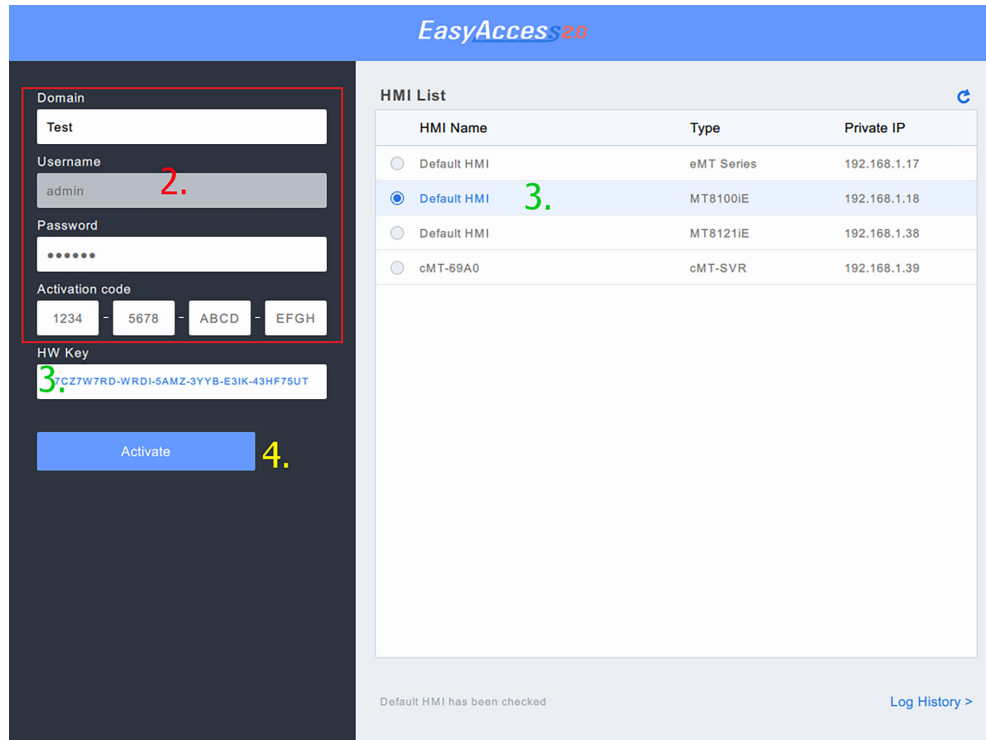 EasyAccess 2.0
Domain
Test
Username
admin
2.
Password
••••••
Activation code
1234 - 5678 - ABCD - EFGH
HW Key
3.
7CZ7W7RD-WRDI-5AMZ-3YYB-E3IK-43HF75UT
Activate
4.
HMI List
HMI Name Type Private IP
Default HMI eMT Series 192.168.1.17
Default HMI 3. MT8100iE 192.168.1.18
Default HMI MT8121iE 192.168.1.38
cMT-69A0 cMT-SVR 192.168.1.39
Default HMI has been checked
Log History >